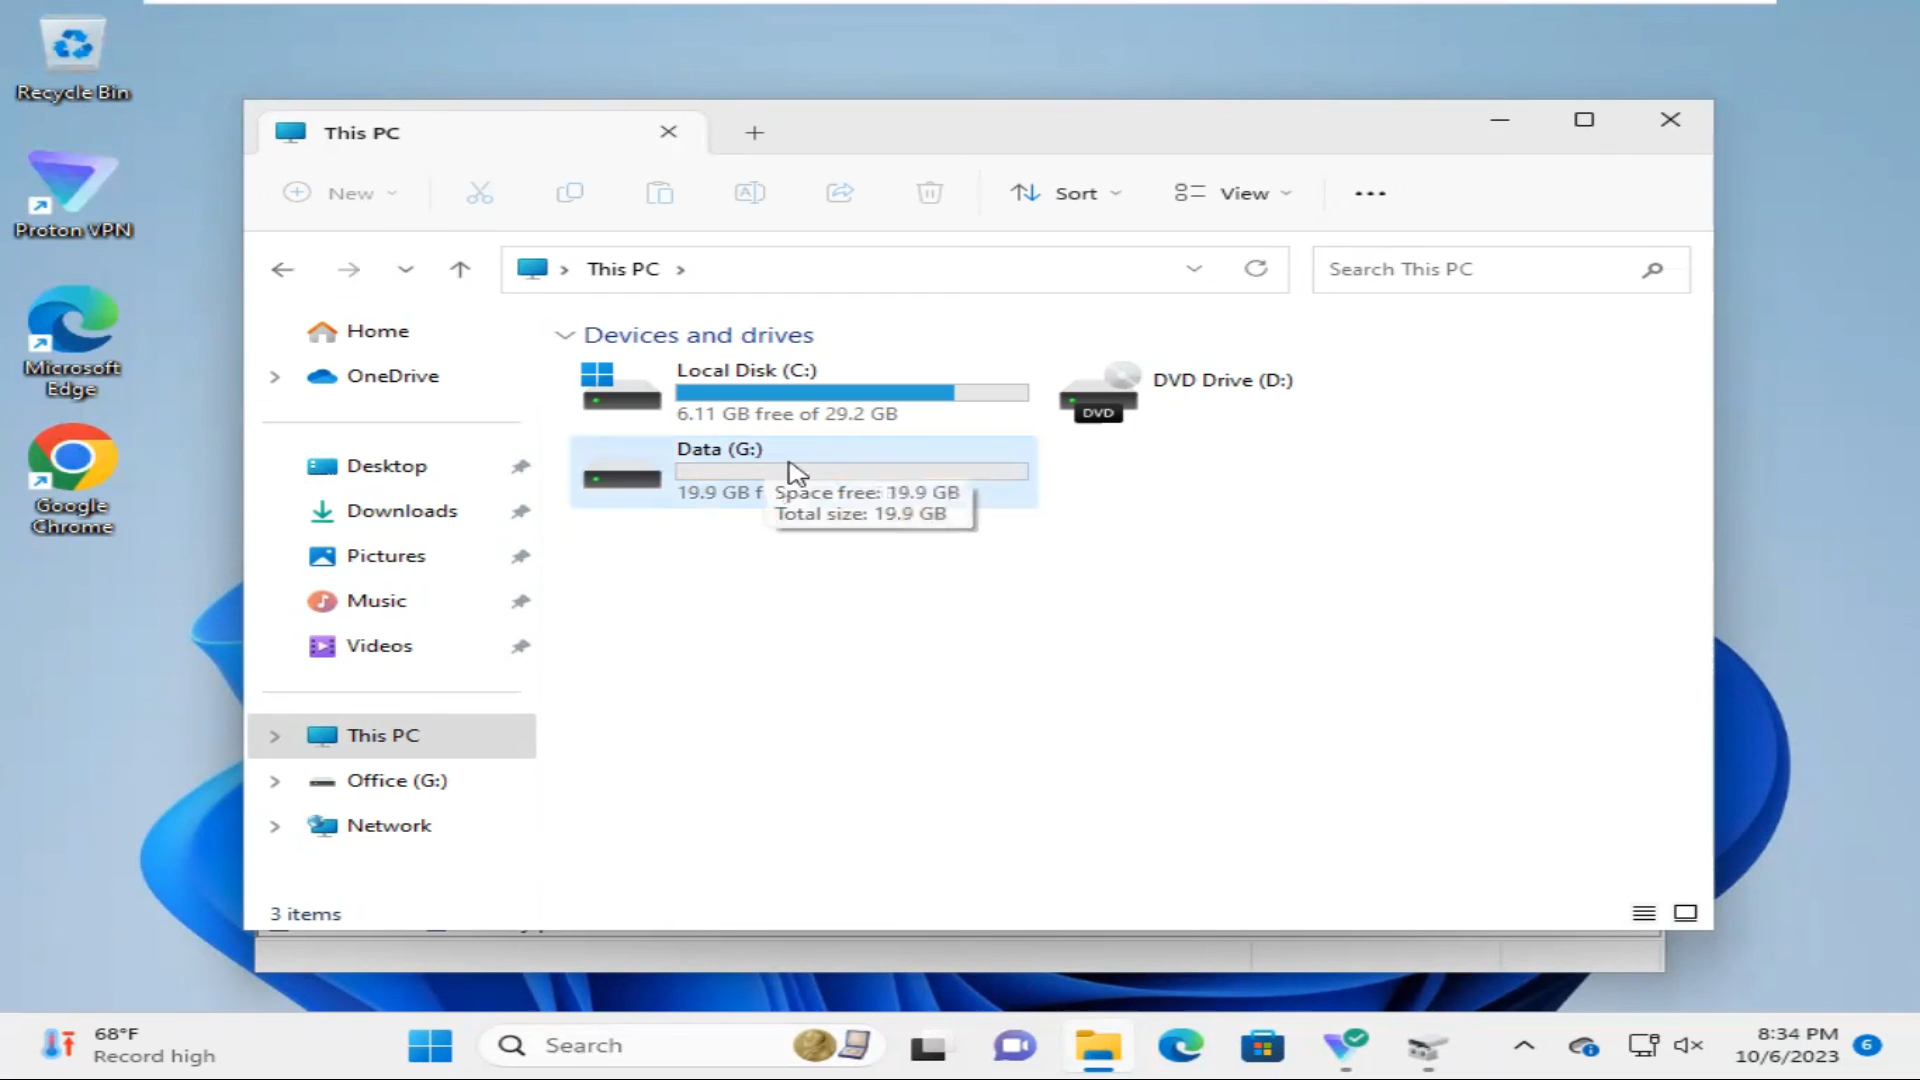 Recycle Bin
Proton VPN
Microsoft
Edge
Google
Chrome
This PC
New
Sort
View
This PC
Search This PC
Home
OneDrive
Desktop
Downloads
Pictures
Music
Videos
This PC
Office (G:)
Network
Devices and drives
Local Disk (C:)
6.11 GB free of 29.2 GB
DVD Drive (D:)
DVD
Data (G:)
19.9 GB f
Space free: 19.9 GB
Total size: 19.9 GB
3 items
68°F
Record high
Search
8:34 PM
10/6/2023
6